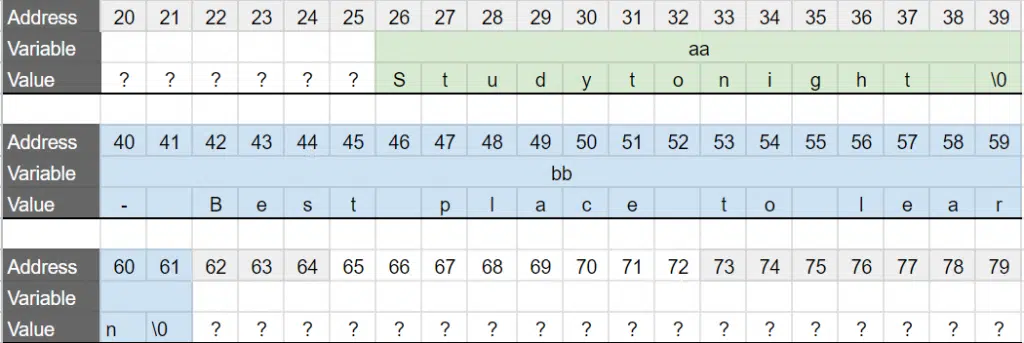 Address 20 21 22 23 24 25 26 27 28 29 30 31 32 33 34 35 36 37 38 39
Variable aa
Value ? ? ? ? ? ? S t u d y t o n i g h t \0
Address 40 41 42 43 44 45 46 47 48 49 50 51 52 53 54 55 56 57 58 59
Variable bb
Value - B e s t p l a c e t o l e a r
Address 60 61 62 63 64 65 66 67 68 69 70 71 72 73 74 75 76 77 78 79
Variable
Value n \0 ? ? ? ? ? ? ? ? ? ? ? ? ? ? ? ? ? ?